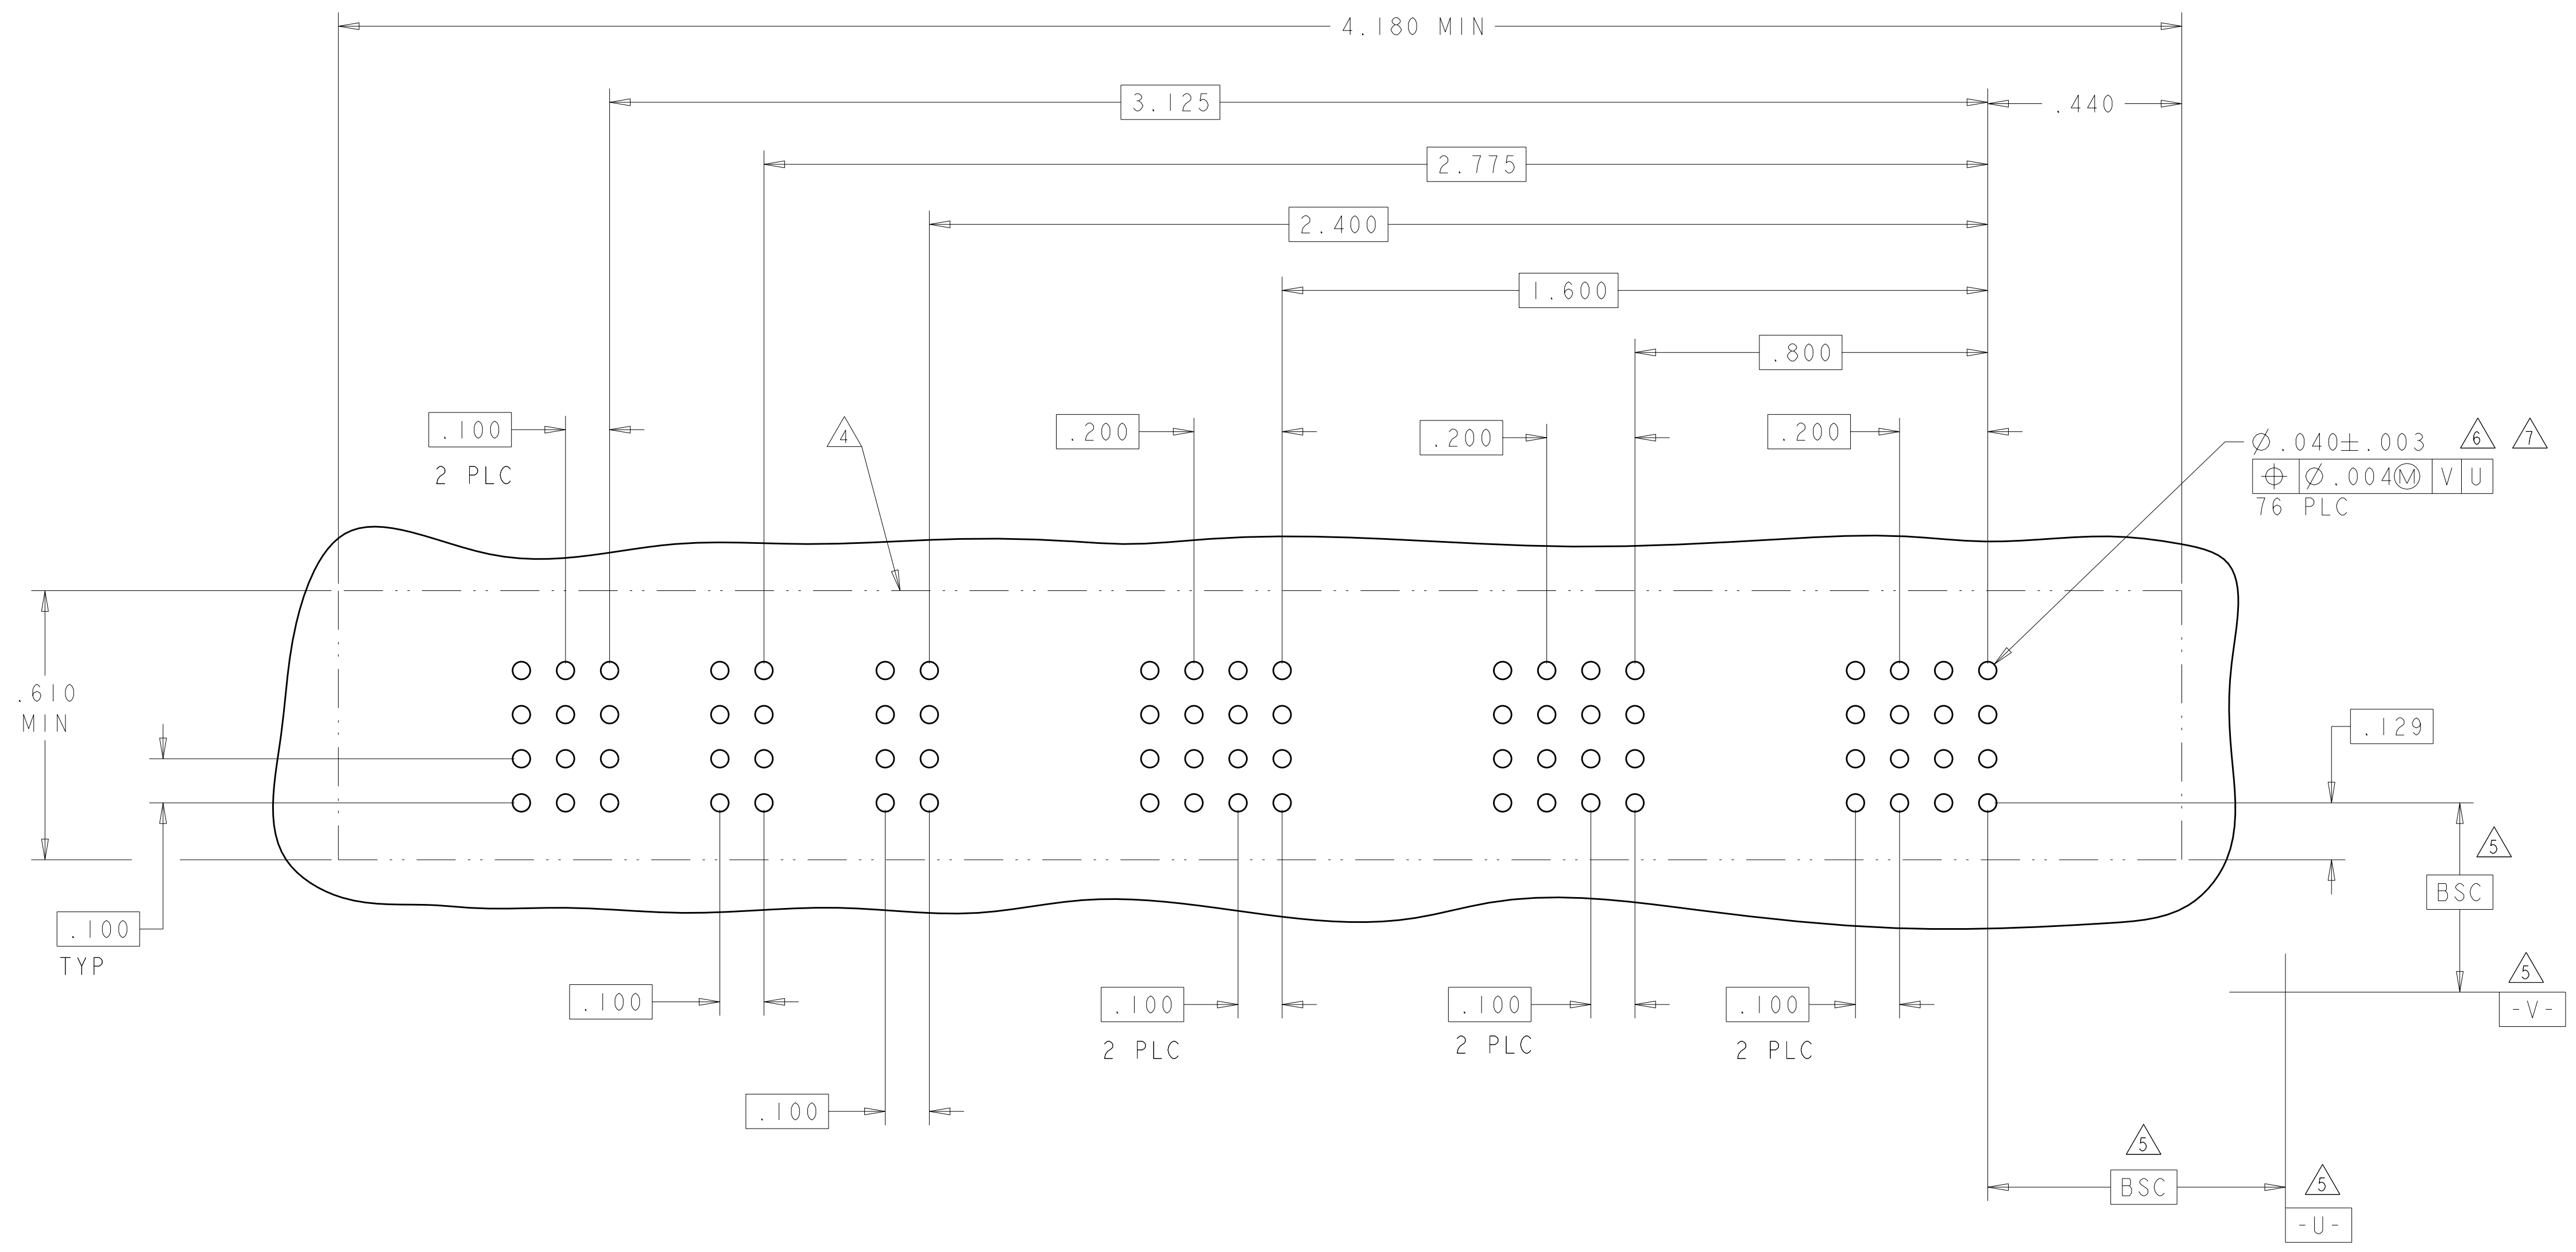 4.180 MIN
3.125
.440
2.775
2.400
1.600
.800
.100
2 PLC
4
.200
.200
.200
Ø.040±.003 6 7
⌖ Ø.004Ⓜ V U
76 PLC
.610
MIN
.129
5
BSC
.100
TYP
5
-V-
.100
.100
2 PLC
.100
2 PLC
.100
2 PLC
.100
5
BSC
5
-U-